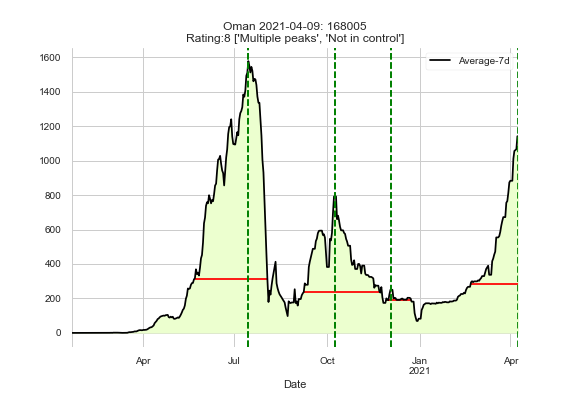 Oman 2021-04-09: 168005
Rating:8 ['Multiple peaks', 'Not in control']
Average-7d
1600
1400
1200
1000
800
600
400
200
0
Apr
Jul
Oct
Jan
2021
Apr
Date